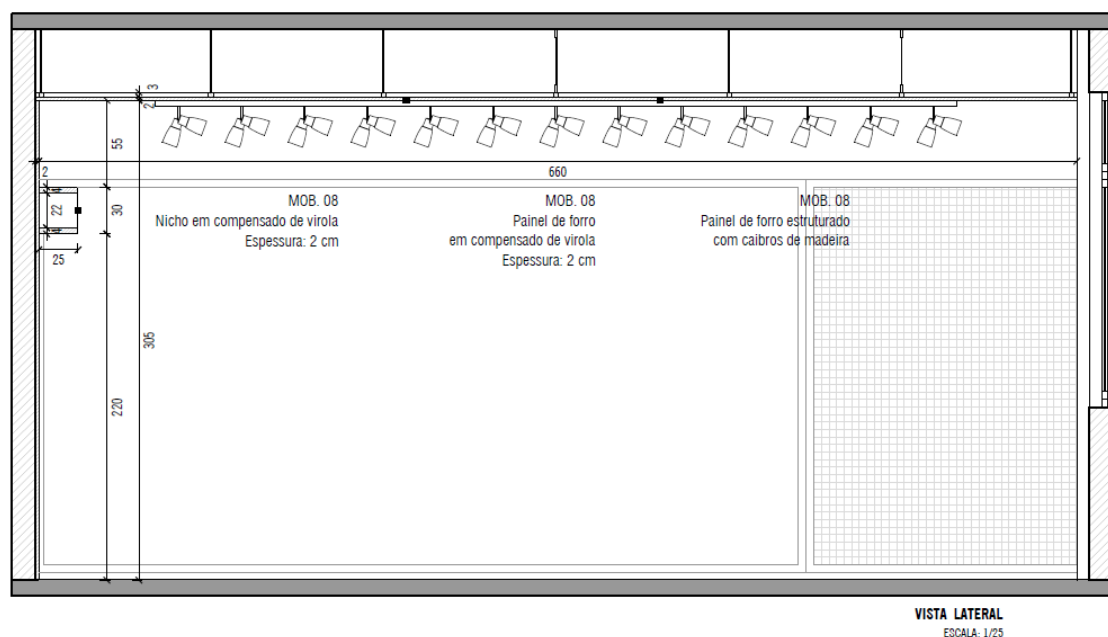 3
2
55
660
2
4
22
4
30
25
MOB. 08
Nicho em compensado de virola
Espessura: 2 cm
MOB. 08
Painel de forro
em compensado de virola
Espessura: 2 cm
MOB. 08
Painel de forro estruturado
com caibros de madeira
305
220
VISTA LATERAL
ESCALA: 1/25